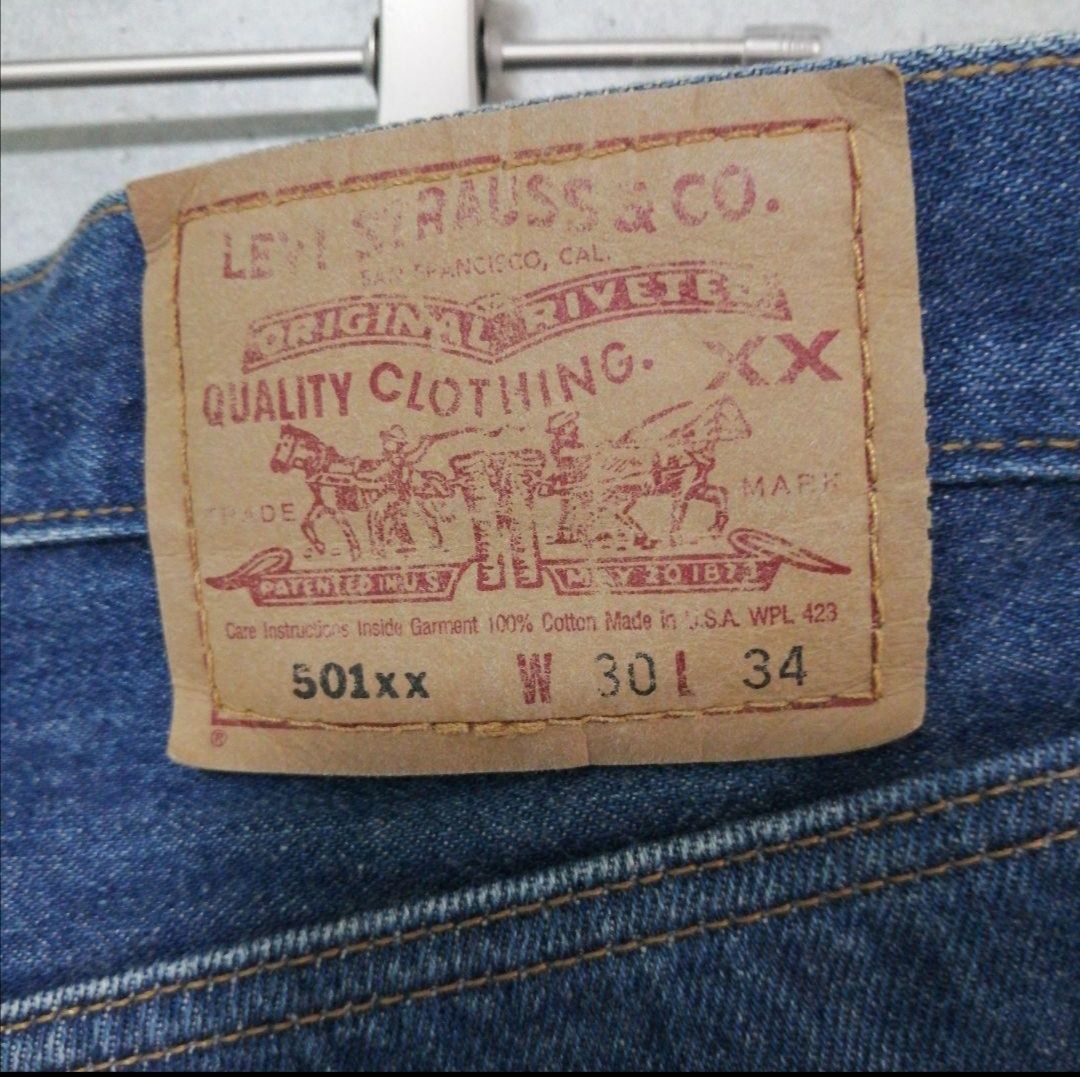 LEVI STRAUSS & CO.
SAN FRANCISCO, CAL.
ORIGINAL RIVETED
QUALITY CLOTHING. XX
TRADE MARK
PATENTED IN U.S. MAY 20 1873
Care Instructions Inside Garment 100% Cotton Made in U.S.A. WPL 423
501xx W 30 L 34
®